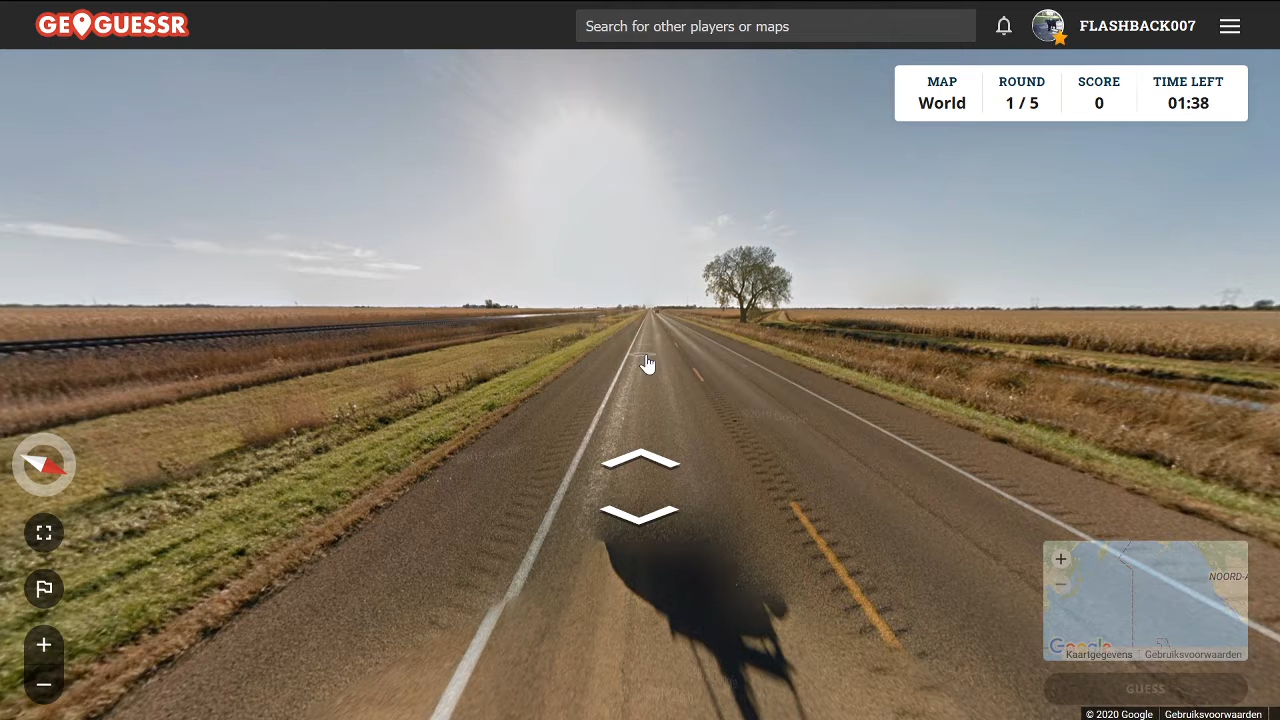 GEOGUESSR
Search for other players or maps
FLASHBACK007
MAP
World
ROUND
1 / 5
SCORE
0
TIME LEFT
01:38
NOORD-A
Google
Kaartgegevens
Gebruiksvoorwaarden
GUESS
© 2020 Google
Gebruiksvoorwaarden